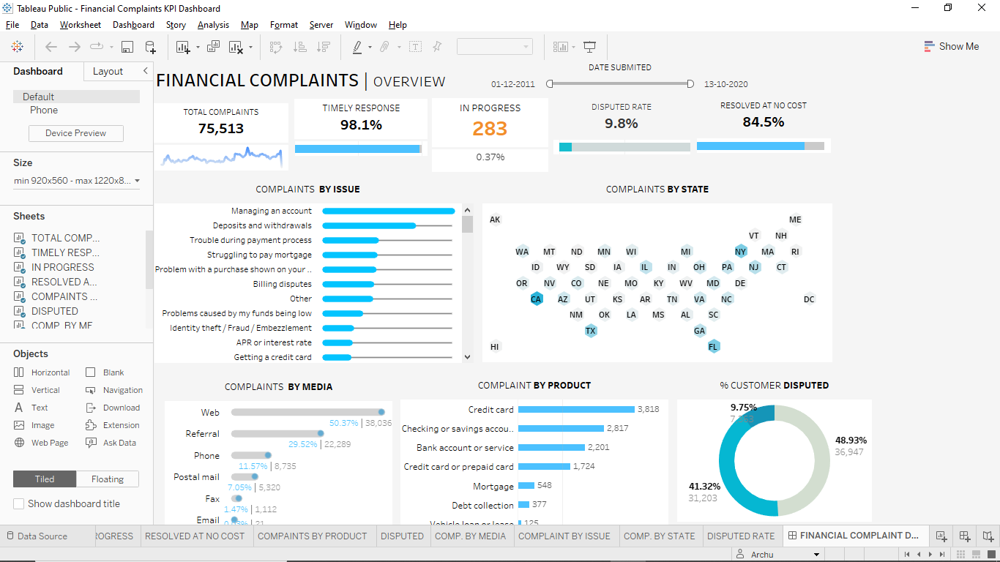 Tableau Public - Financial Complaints KPI Dashboard
File Data Worksheet Dashboard Story Analysis Map Format Server Window Help
Show Me
Dashboard Layout
Default
Phone
Device Preview
Size
min 920x560 - max 1220x8...
Sheets
TOTAL COMP...
TIMELY RESP...
IN PROGRESS
RESOLVED A...
COMPAINTS ...
DISPUTED
COMP. BY ME
Objects
Horizontal Blank
Vertical Navigation
Text Download
Image Extension
Web Page Ask Data
Tiled Floating
Show dashboard title
FINANCIAL COMPLAINTS | OVERVIEW
DATE SUBMITED
01-12-2011 13-10-2020
TOTAL COMPLAINTS
75,513
TIMELY RESPONSE
98.1%
IN PROGRESS
283
0.37%
DISPUTED RATE
9.8%
RESOLVED AT NO COST
84.5%
COMPLAINTS BY ISSUE
Managing an account
Deposits and withdrawals
Trouble during payment process
Struggling to pay mortgage
Problem with a purchase shown on your ..
Billing disputes
Other
Problems caused by my funds being low
Identity theft / Fraud / Embezzlement
APR or interest rate
Getting a credit card
COMPLAINTS BY STATE
AK ME
VT NH
WA MT ND MN WI MI NY MA RI
ID WY SD IA IL IN OH PA NJ CT
OR NV CO NE MO KY WV MD DE
CA AZ UT KS AR TN VA NC DC
NM OK LA MS AL SC
TX GA
HI FL
COMPLAINTS BY MEDIA
Web
50.37% | 38,036
Referral
29.52% | 22,289
Phone
11.57% | 8,735
Postal mail
7.05% | 5,320
Fax
1.47% | 1,112
Email
0.03% | 21
COMPLAINT BY PRODUCT
Credit card 3,818
Checking or savings accou.. 2,817
Bank account or service 2,201
Credit card or prepaid card 1,724
Mortgage 548
Debt collection 377
Vehicle loan or lease 125
% CUSTOMER DISPUTED
9.75%
48.93%
36,947
41.32%
31,203
Data Source ROGRESS RESOLVED AT NO COST COMPAINTS BY PRODUCT DISPUTED COMP. BY MEDIA COMPLAINT BY ISSUE COMP. BY STATE DISPUTED RATE FINANCIAL COMPLAINT D...
Archu